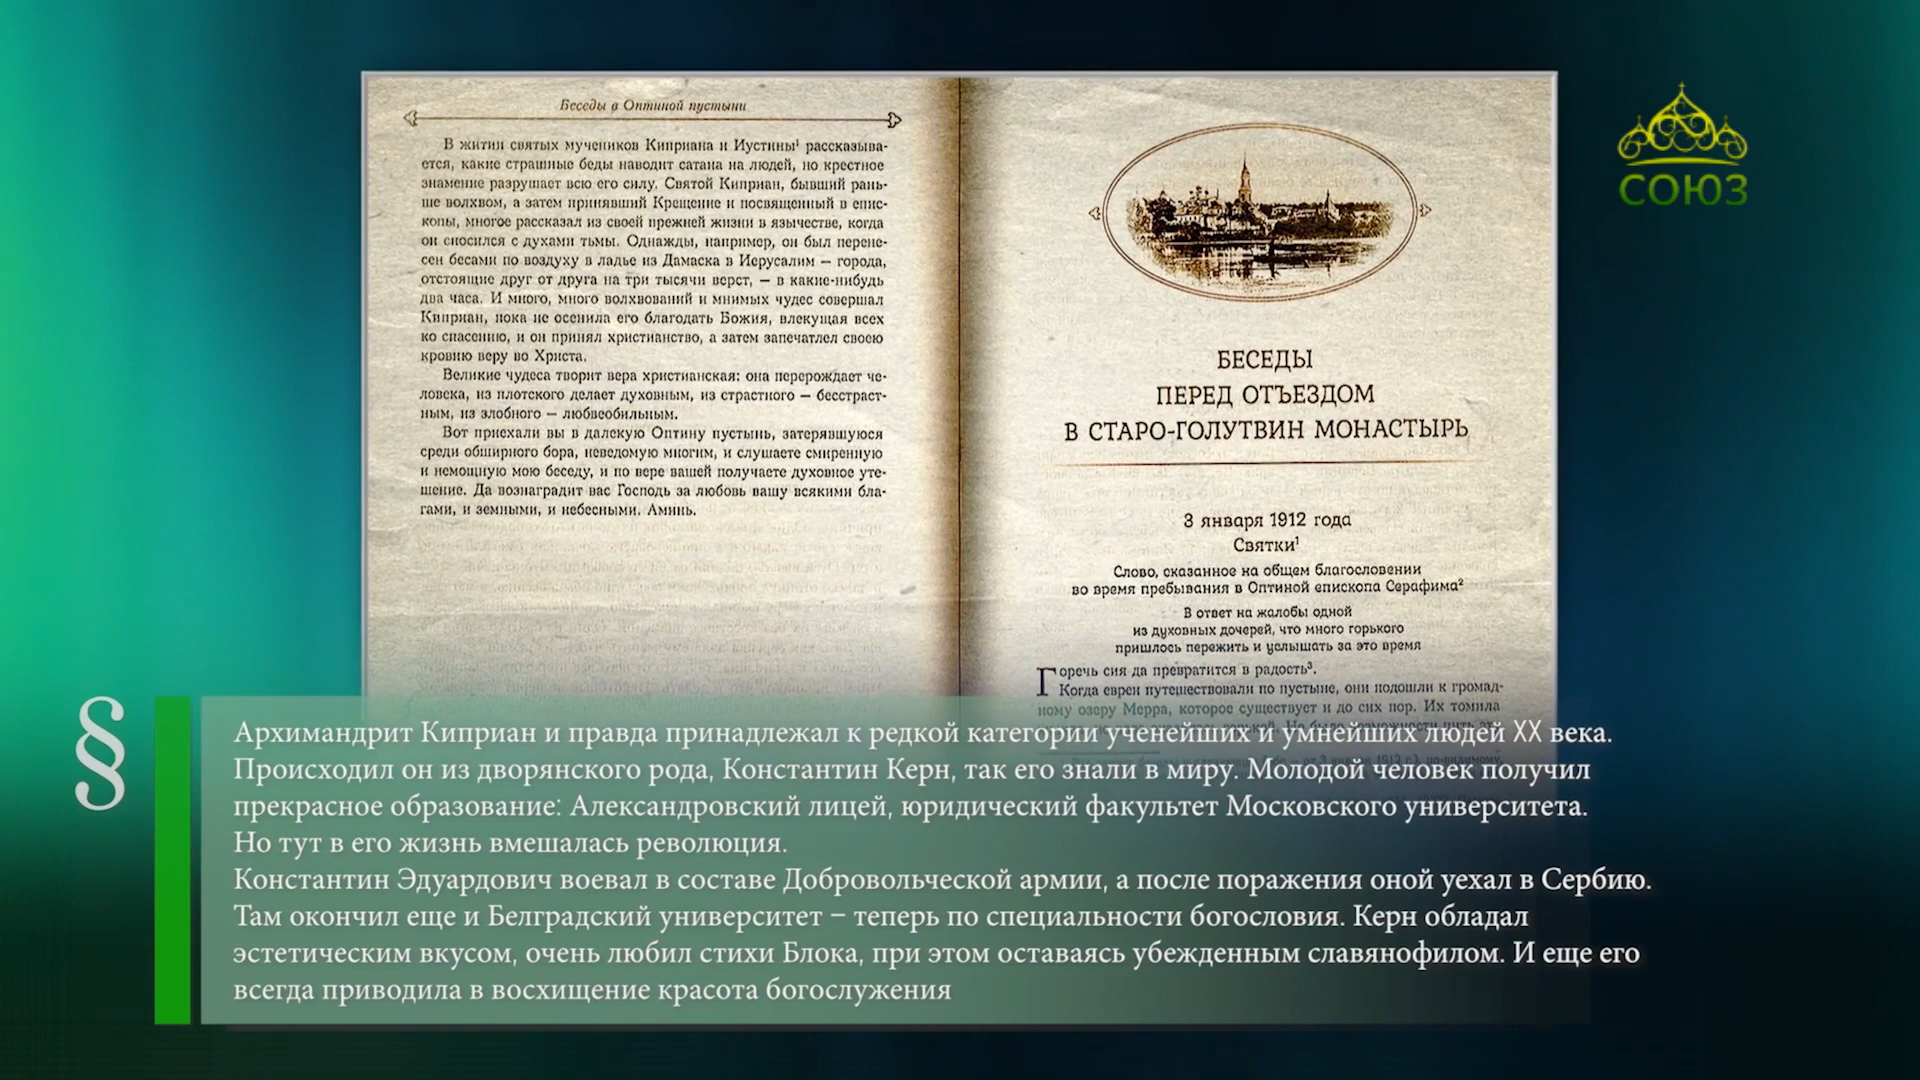 Беседы в Оптиной пустыни
В житии святых мучеников Киприана и Иустины¹ рассказыва-
ется, какие страшные беды наводит сатана на людей, но крестное
знамение разрушает всю его силу. Святой Киприан, бывший рань-
ше волхвом, а затем принявший Крещение и посвященный в епис-
копы, многое рассказал из своей прежней жизни в язычестве, когда
он сносился с духами тьмы. Однажды, например, он был перене-
сен бесами по воздуху в ладье из Дамаска в Иерусалим – города,
отстоящие друг от друга на три тысячи верст, – в какие-нибудь
два часа. И много, много волхвований и мнимых чудес совершал
Киприан, пока не осенила его благодать Божия, влекущая всех
ко спасению, и он принял христианство, а затем запечатлел своею
кровию веру во Христа.
Великие чудеса творит вера христианская: она перерождает че-
ловека, из плотского делает духовным, из страстного – бесстраст-
ным, из злобного – любвеобильным.
Вот приехали вы в далекую Оптину пустынь, затерявшуюся
среди обширного бора, неведомую многим, и слушаете смиренную
и немощную мою беседу, и по вере вашей получаете духовное уте-
шение. Да вознаградит вас Господь за любовь вашу всякими бла-
гами, и земными, и небесными. Аминь.
БЕСЕДЫ
ПЕРЕД ОТЪЕЗДОМ
В СТАРО-ГОЛУТВИН МОНАСТЫРЬ
3 января 1912 года
Святки¹
Слово, сказанное на общем благословении
во время пребывания в Оптиной епископа Серафима²
В ответ на жалобы одной
из духовных дочерей, что много горького
пришлось пережить и услышать за это время
Горечь сия да превратится в радость³.
Когда евреи путешествовали по пустыне, они подошли к громад-
ному озеру Мерра, которое существует и до сих пор. Их томила
СОЮЗ
§
Архимандрит Киприан и правда принадлежал к редкой категории ученейших и умнейших людей XX века.
Происходил он из дворянского рода, Константин Керн, так его знали в миру. Молодой человек получил
прекрасное образование: Александровский лицей, юридический факультет Московского университета.
Но тут в его жизнь вмешалась революция.
Константин Эдуардович воевал в составе Добровольческой армии, а после поражения оной уехал в Сербию.
Там окончил еще и Белградский университет – теперь по специальности богословия. Керн обладал
эстетическим вкусом, очень любил стихи Блока, при этом оставаясь убежденным славянофилом. И еще его
всегда приводила в восхищение красота богослужения